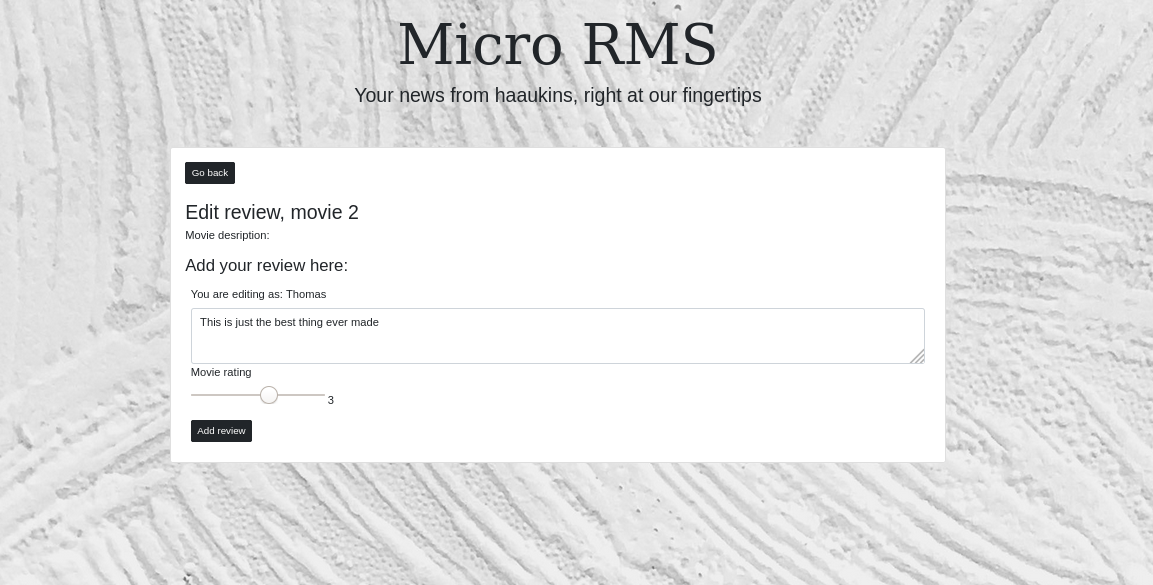 Micro RMS
Your news from haaukins, right at our fingertips
Go back
Edit review, movie 2
Movie desription:
Add your review here:
You are editing as: Thomas
This is just the best thing ever made
Movie rating
3
Add review